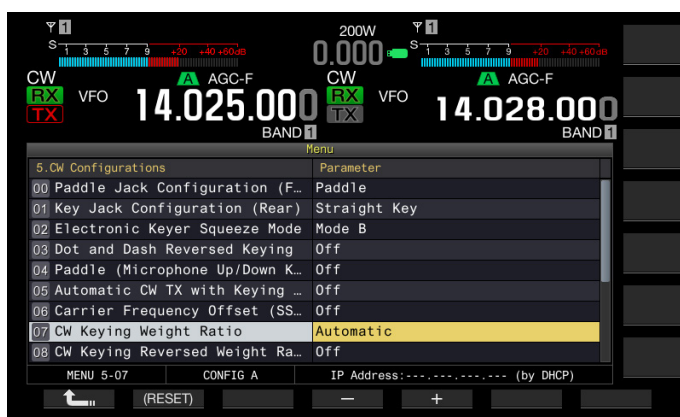 1 200W 1
S 1 3 5 7 9 +20 +40 +60dB 0.000 S 1 3 5 7 9 +20 +40 +60dB
CW A AGC-F CW A AGC-F
RX VFO 14.025.000 RX VFO 14.028.000
TX TX
BAND 1 BAND 1
Menu
5.CW Configurations Parameter
00 Paddle Jack Configuration (F… Paddle
01 Key Jack Configuration (Rear) Straight Key
02 Electronic Keyer Squeeze Mode Mode B
03 Dot and Dash Reversed Keying Off
04 Paddle (Microphone Up/Down K… Off
05 Automatic CW TX with Keying … Off
06 Carrier Frequency Offset (SS… Off
07 CW Keying Weight Ratio Automatic
08 CW Keying Reversed Weight Ra… Off
MENU 5-07 CONFIG A IP Address:---.---.---.--- (by DHCP)
(RESET) − +